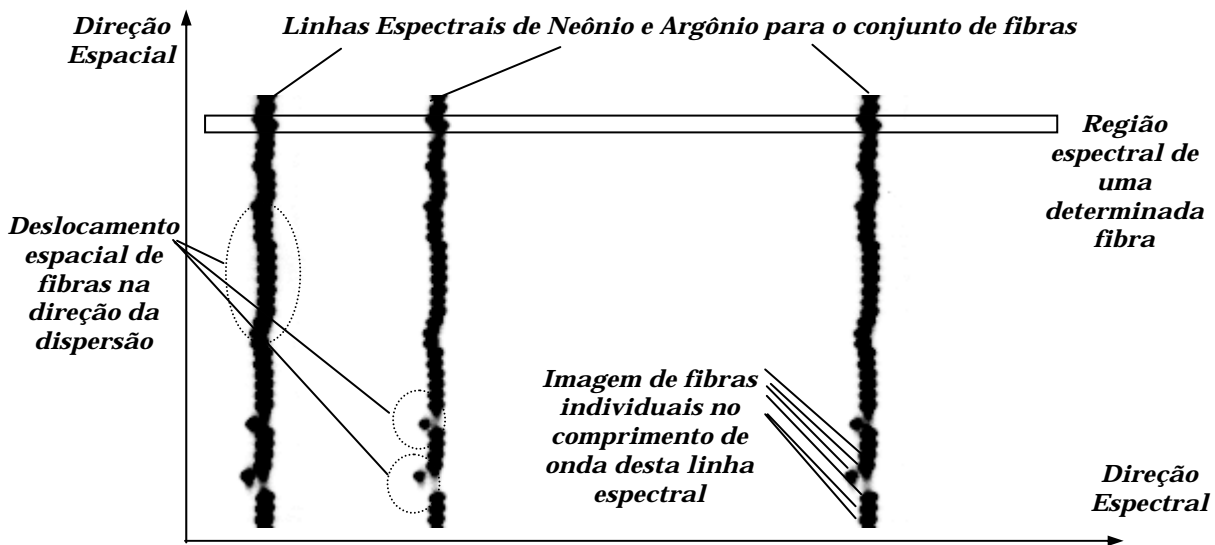 Direção
Espacial
Linhas Espectrais de Neônio e Argônio para o conjunto de fibras
Região
espectral de
uma
determinada
fibra
Deslocamento
espacial de
fibras na
direção da
dispersão
Imagem de fibras
individuais no
comprimento de
onda desta linha
espectral
Direção
Espectral